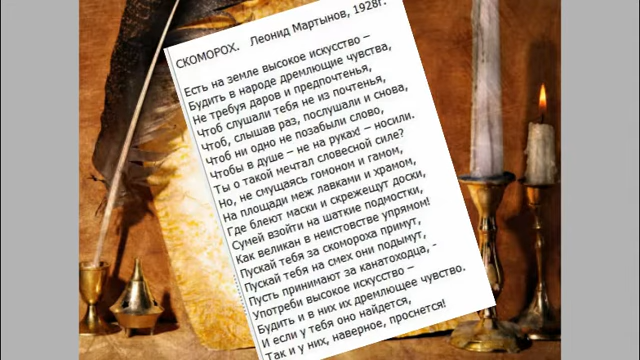 СКОМОРОХ. Леонид Мартынов, 1928г.
Есть на земле высокое искусство –
Будить в народе дремлющие чувства,
Не требуя даров и предпочтенья,
Чтоб слушали тебя не из почтенья,
Чтоб, слышав раз, послушали и снова,
Чтоб ни одно не позабыли слово,
Чтобы в душе – не на руках! – носили.
Ты о такой мечтал словесной силе?
Но, не смущаясь гомоном и гамом,
На площади меж лавками и храмом,
Где блеют маски и скрежещут доски,
Сумей взойти на шаткие подмостки,
Как великан в неистовстве упрямом!
Пускай тебя за скомороха примут,
Пускай тебя на смех они подымут,
Пусть принимают за канатоходца, -
Употреби высокое искусство –
Будить и в них их дремлющее чувство.
И если у тебя оно найдется,
Так и у них, наверное, проснется!